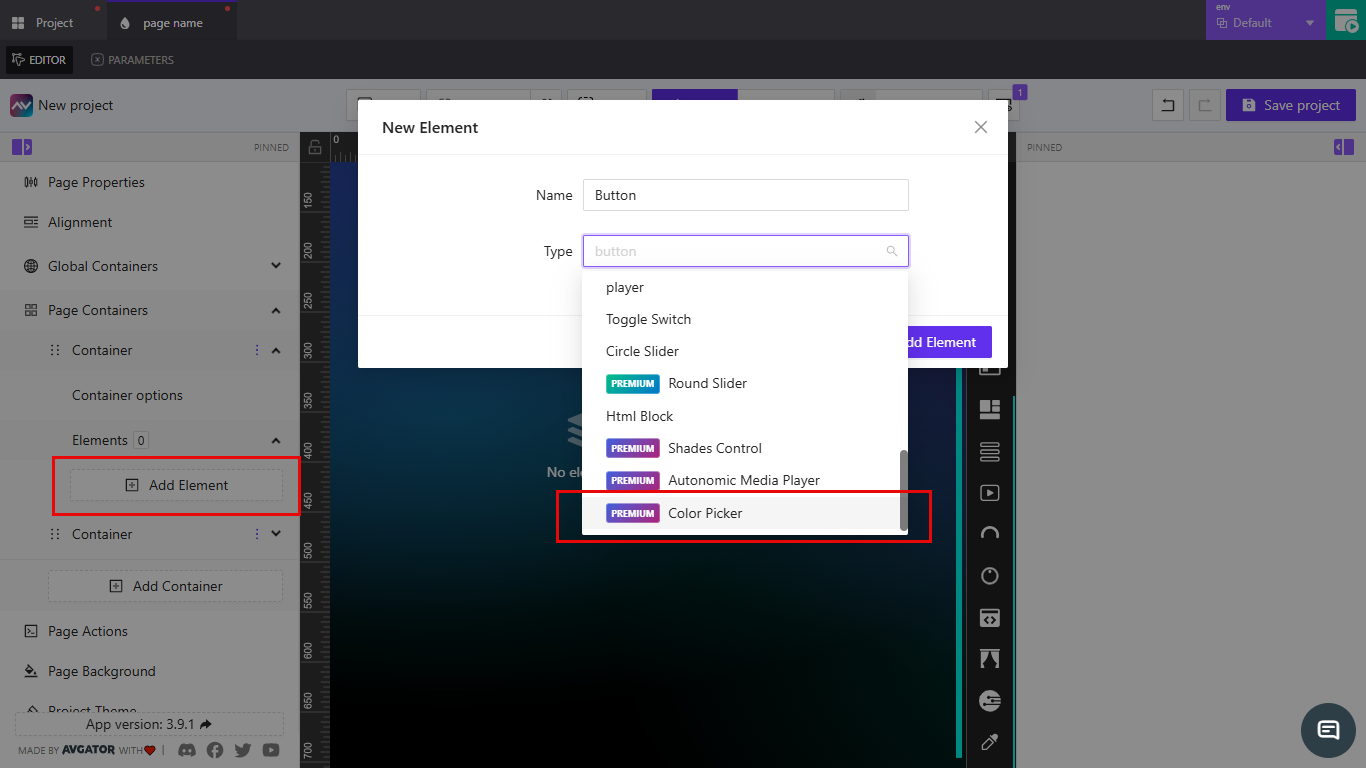 Project
page name
env
Default
EDITOR
PARAMETERS
New project
1
Save project
New Element
PINNED
0
PINNED
Name
Button
Type
button
Page Properties
Alignment
Global Containers
Page Containers
Container
Container options
Elements 0
Add Element
Container
Add Container
Page Actions
Page Background
Project Theme
App version: 3.9.1
MADE BY AVGATOR WITH
150
200
250
300
350
400
450
500
550
600
650
700
player
Toggle Switch
Circle Slider
PREMIUM Round Slider
Html Block
PREMIUM Shades Control
PREMIUM Autonomic Media Player
PREMIUM Color Picker
dd Element
No ele